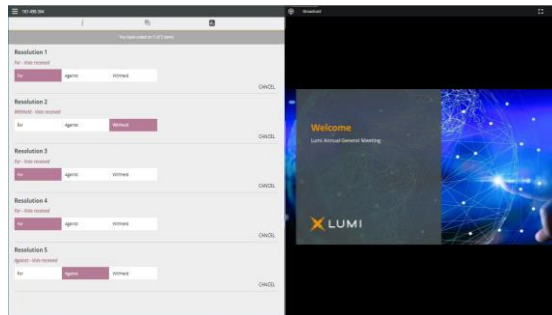 Broadcast
Resolution 1
For - Vote received
For Against Withheld
CANCEL
Resolution 2
Withheld - Vote received
For Against Withheld
CANCEL
Resolution 3
For - Vote received
For Against Withheld
CANCEL
Resolution 4
For - Vote received
For Against Withheld
CANCEL
Resolution 5
Against - Vote received
For Against Withheld
CANCEL
Welcome
Lumi Annual General Meeting
LUMI